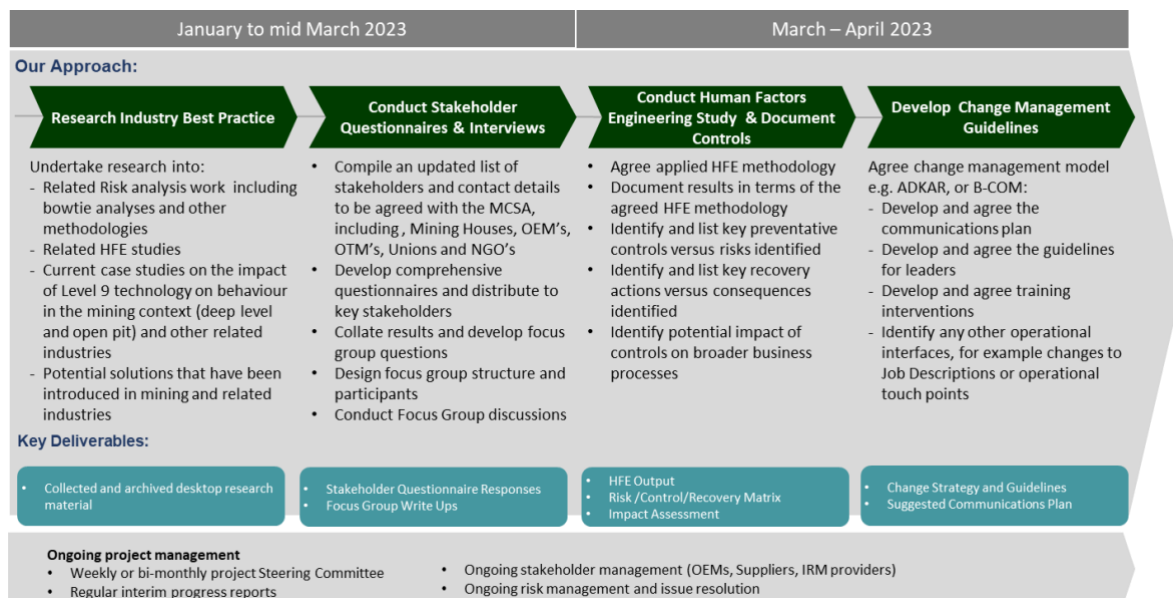 January to mid March 2023
March – April 2023
Our Approach:
Research Industry Best Practice
Conduct Stakeholder
Questionnaires & Interviews
Conduct Human Factors
Engineering Study & Document
Controls
Develop Change Management
Guidelines
Undertake research into:
- Related Risk analysis work including
bowtie analyses and other
methodologies
- Related HFE studies
- Current case studies on the impact
of Level 9 technology on behaviour
in the mining context (deep level
and open pit) and other related
industries
- Potential solutions that have been
introduced in mining and related
industries
• Compile an updated list of
stakeholders and contact details
to be agreed with the MCSA,
including , Mining Houses, OEM's,
OTM's, Unions and NGO's
• Develop comprehensive
questionnaires and distribute to
key stakeholders
• Collate results and develop focus
group questions
• Design focus group structure and
participants
• Conduct Focus Group discussions
• Agree applied HFE methodology
• Document results in terms of the
agreed HFE methodology
• Identify and list key preventative
controls versus risks identified
• Identify and list key recovery
actions versus consequences
identified
• Identify potential impact of
controls on broader business
processes
Agree change management model
e.g. ADKAR, or B-COM:
- Develop and agree the
communications plan
- Develop and agree the guidelines
for leaders
- Develop and agree training
interventions
- Identify any other operational
interfaces, for example changes to
Job Descriptions or operational
touch points
Key Deliverables:
• Collected and archived desktop research
material
• Stakeholder Questionnaire Responses
• Focus Group Write Ups
• HFE Output
• Risk /Control/Recovery Matrix
• Impact Assessment
• Change Strategy and Guidelines
• Suggested Communications Plan
Ongoing project management
• Weekly or bi-monthly project Steering Committee
• Regular interim progress reports
• Ongoing stakeholder management (OEMs, Suppliers, IRM providers)
• Ongoing risk management and issue resolution